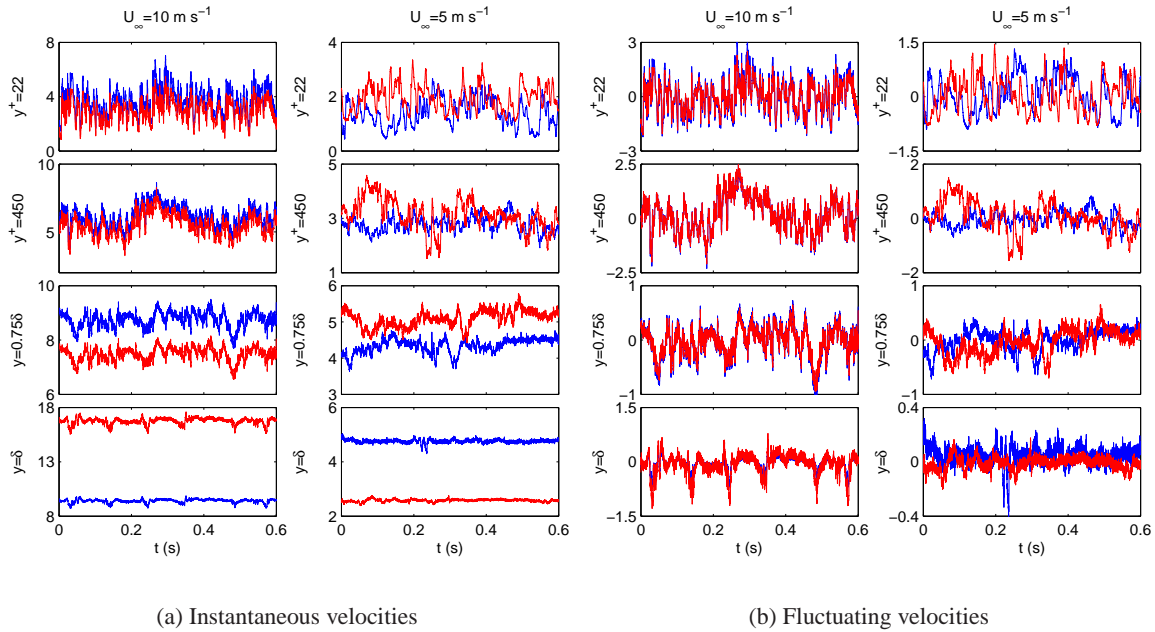 (a) (b)
U∞=10 m s−1 U∞=5 m s−1 U∞=10 m s−1 U∞=5 m s−1
8 4 3 1.5
y+=22 4 y+=22 2 y+=22 0 y+=22 0
0 0 −3 −1.5
10 5 2.5 2
y+=450 5 y+=450 3 y+=450 0 y+=450 0
1 −2.5 −2
10 6 1 1
y=0.75δ 8 y=0.75δ 5 4 y=0.75δ 0 y=0.75δ 0
6 3 −1 −1
18 6 1.5 0.4
y=δ 13 y=δ 4 y=δ 0 y=δ 0
8 2 −1.5 −0.4
0 0.2 0.4 0.6 0 0.2 0.4 0.6 0 0.2 0.4 0.6 0 0.2 0.4 0.6
t (s) t (s) t (s) t (s)
(a) Instantaneous velocities (b) Fluctuating velocities